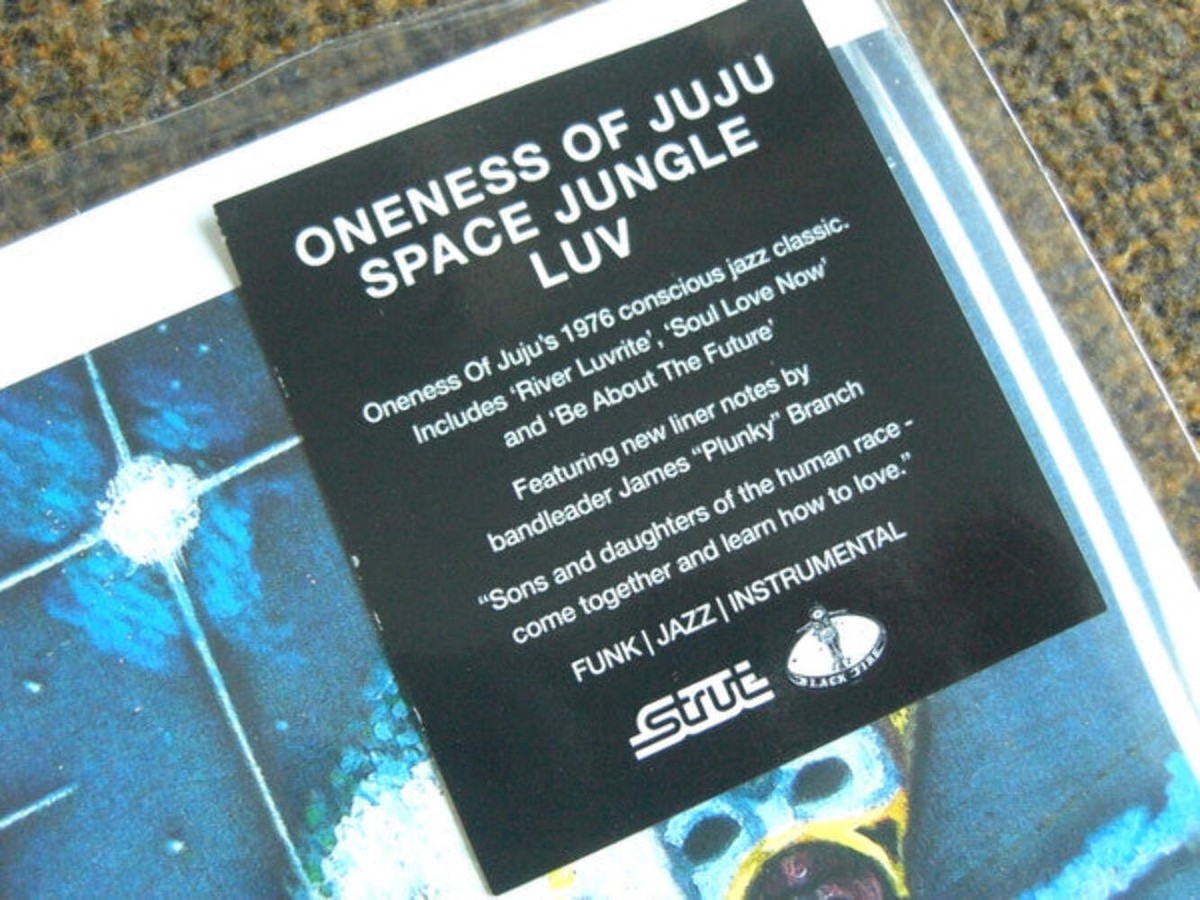 ONENESS OF JUJU
SPACE JUNGLE
LUV
Oneness Of Juju's 1976 conscious jazz classic.
Includes 'River Luvrite', 'Soul Love Now'
and 'Be About The Future'
Featuring new liner notes by
bandleader James "Plunky" Branch
"Sons and daughters of the human race -
come together and learn how to love."
FUNK | JAZZ | INSTRUMENTAL
Strut
BLACK FIRE